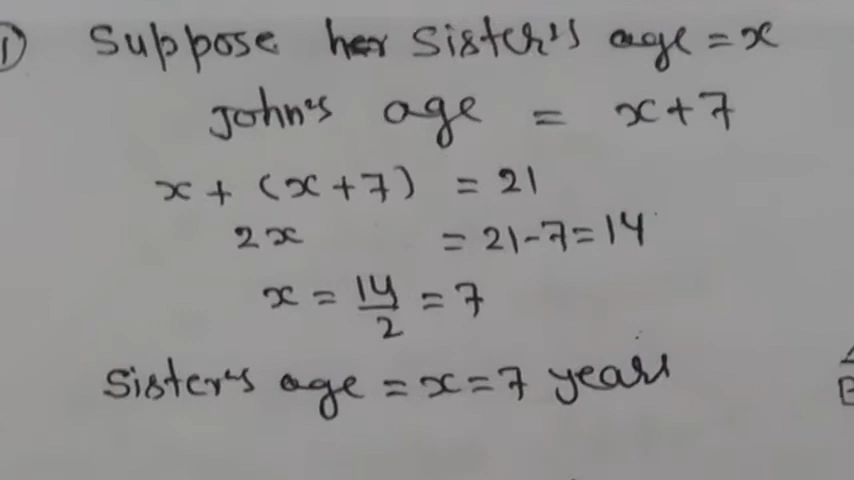 1) Suppose her Sister's age = x
John's age = x + 7
x + (x + 7) = 21
2x = 21 - 7 = 14
x = 14/2 = 7
Sister's age = x = 7 years